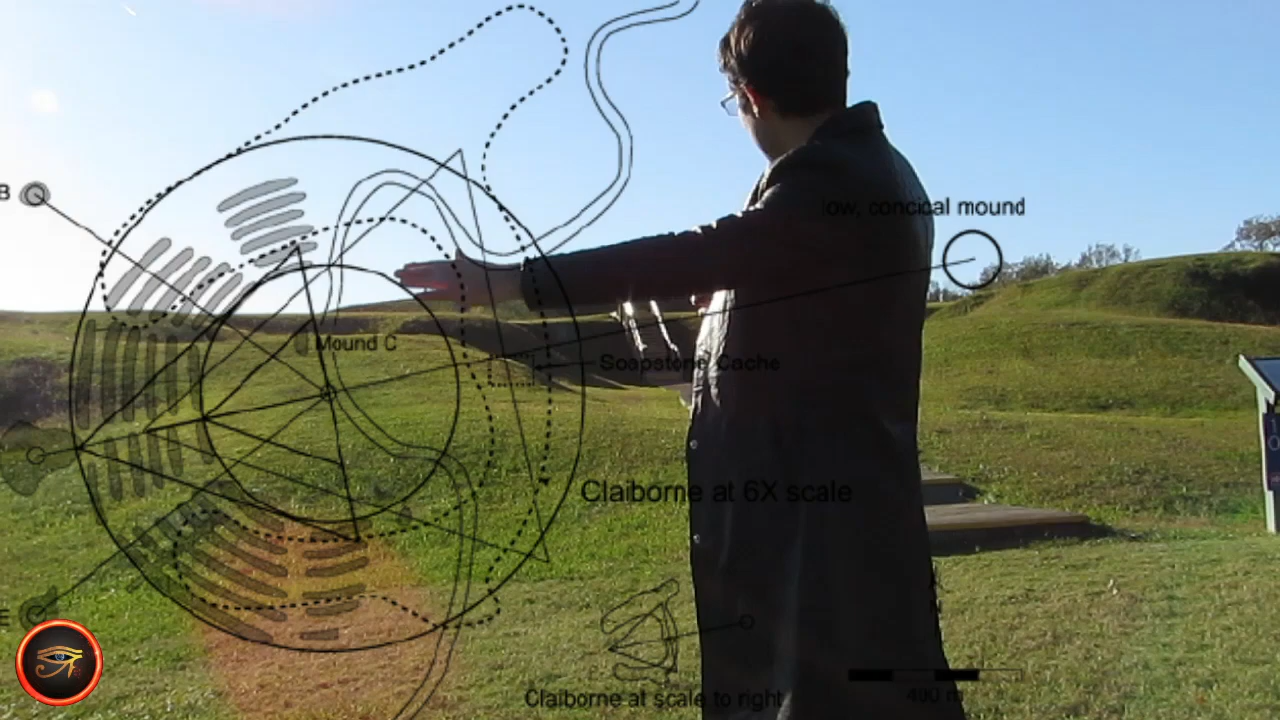 B
low, concical mound
Mound C
Soapstone Cache
Claiborne at 6X scale
E
Claiborne at scale to right
400 m